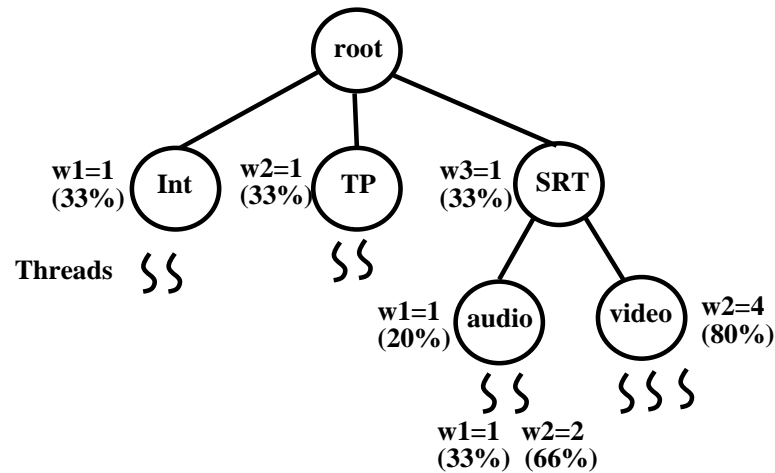 root
w1=1
(33%)
Int
w2=1
(33%)
TP
w3=1
(33%)
SRT
Threads
w1=1
(20%)
audio
video
w2=4
(80%)
w1=1 w2=2
(33%) (66%)